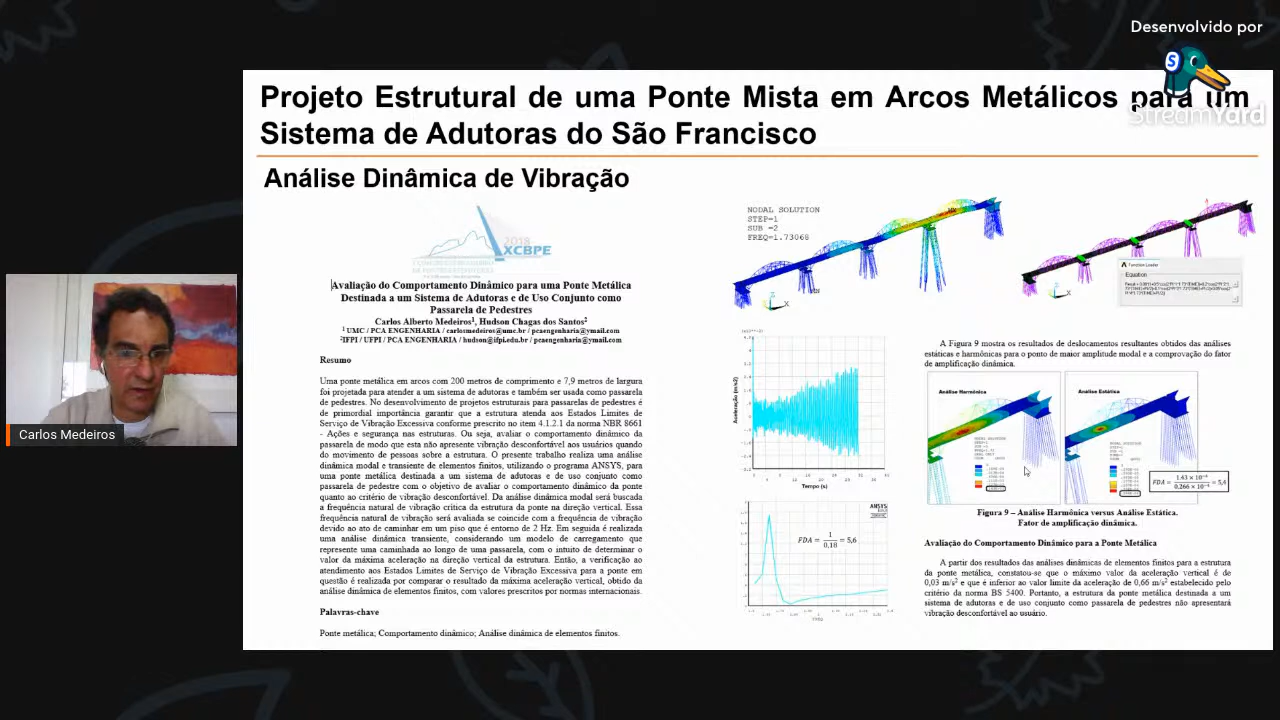 Desenvolvido por
StreamYard
Projeto Estrutural de uma Ponte Mista em Arcos Metálicos para um
Sistema de Adutoras do São Francisco
Análise Dinâmica de Vibração
2018
XCBPE
Avaliação do Comportamento Dinâmico para uma Ponte Metálica
Destinada a um Sistema de Adutoras e de Uso Conjunto como
Passarela de Pedestres
Carlos Alberto Medeiros¹, Hudson Chagas dos Santos²
¹ UMC / PCA ENGENHARIA / carlosmedeiros@umc.br / pcaengenharia@ymail.com
²IFPI / UFPI / PCA ENGENHARIA / hudson@ifpi.edu.br / pcaengenharia@ymail.com
Resumo
Uma ponte metálica em arcos com 200 metros de comprimento e 7,9 metros de largura
foi projetada para atender a um sistema de adutoras e também ser usada como passarela
de pedestres. No desenvolvimento de projetos estruturais para passarelas de pedestres é
de primordial importância garantir que a estrutura atenda aos Estados Limites de
Serviço de Vibração Excessiva conforme prescrito no item 4.1.2.1 da norma NBR 8661
- Ações e segurança nas estruturas. Ou seja, avaliar o comportamento dinâmico da
passarela de modo que esta não apresente vibração desconfortável aos usuários quando
do movimento de pessoas sobre a estrutura. O presente trabalho realiza uma análise
dinâmica modal e transiente de elementos finitos, utilizando o programa ANSYS, para
uma ponte metálica destinada a um sistema de adutoras e de uso conjunto como
passarela de pedestre com o objetivo de avaliar o comportamento dinâmico da ponte
quanto ao critério de vibração desconfortável. Da análise dinâmica modal será buscada
a frequência natural de vibração crítica da estrutura da ponte na direção vertical. Essa
frequência natural de vibração será avaliada se coincide com a frequência de vibração
devido ao ato de caminhar em um piso que é entorno de 2 Hz. Em seguida é realizada
uma análise dinâmica transiente, considerando um modelo de carregamento que
represente uma caminhada ao longo de uma passarela, com o intuito de determinar o
valor da máxima aceleração na direção vertical da estrutura. Então, a verificação ao
atendimento aos Estados Limites de Serviço de Vibração Excessiva para a ponte em
questão é realizada por comparar o resultado da máxima aceleração vertical, obtido da
análise dinâmica de elementos finitos, com valores prescritos por normas internacionais.
Palavras-chave
Ponte metálica; Comportamento dinâmico; Análise dinâmica de elementos finitos.
NODAL SOLUTION
STEP=1
SUB =2
FREQ=1.73068
Function Loader
Equation
Aceleração (m/s2)
Tempo (s)
ANSYS
FDA = 1/0,18 = 5,6
A Figura 9 mostra os resultados de deslocamentos resultantes obtidos das análises
estáticas e harmônicas para o ponto de maior amplitude modal e a comprovação do fator
de amplificação dinâmica.
Análise Harmônica
Análise Estática
FDA = 1.43 × 10⁻⁴ / 0,266 × 10⁻⁴ = 5,4
Figura 9 – Análise Harmônica versus Análise Estática.
Fator de amplificação dinâmica.
Avaliação do Comportamento Dinâmico para a Ponte Metálica
A partir dos resultados das análises dinâmicas de elementos finitos para a estrutura
da ponte metálica, constatou-se que o máximo valor da aceleração vertical é de
0,03 m/s² e que é inferior ao valor limite da aceleração de 0,66 m/s² estabelecido pelo
critério da norma BS 5400. Portanto, a estrutura da ponte metálica destinada a um
sistema de adutoras e de uso conjunto como passarela de pedestres não apresentará
vibração desconfortável ao usuário.
Carlos Medeiros